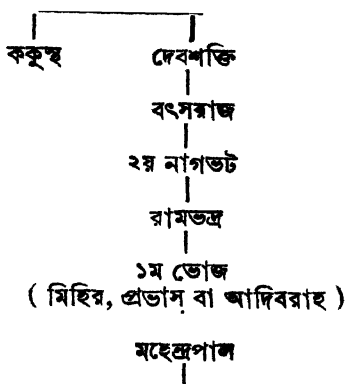 ককুস্থ দেবশক্তি
বৎসরাজ
২য় নাগভট
রামভদ্র
১ম ভোজ
( মিহির, প্রভাস বা আদিবরাহ )
মহেন্দ্রপাল